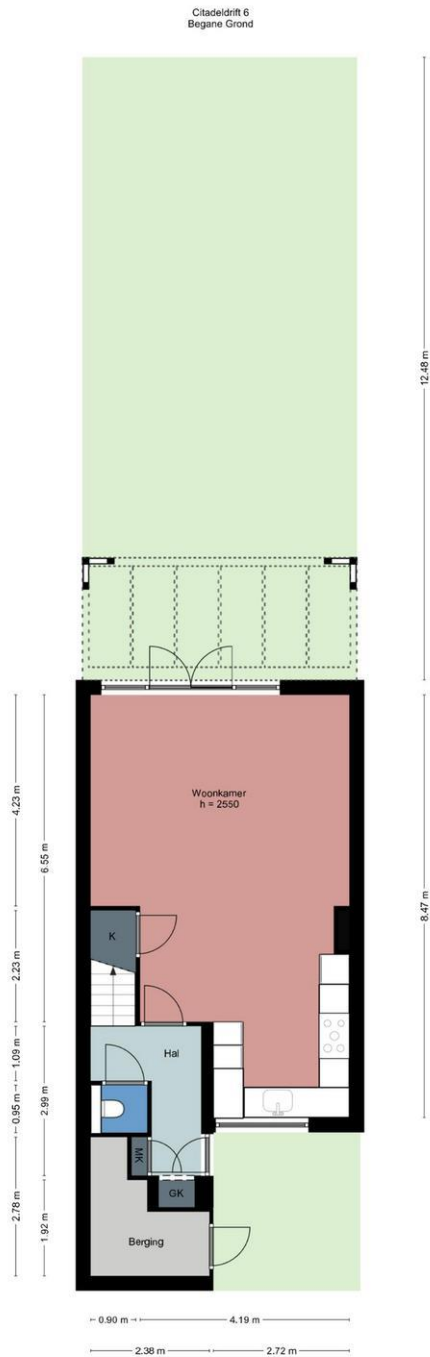 Citadeldrift 6
Begane Grond
12.48 m
Woonkamer
h = 2550
4.23 m
6.55 m
8.47 m
K
2.23 m
Hal
1.09 m
2.99 m
0.95 m
MK
GK
2.78 m
1.92 m
Berging
0.90 m
4.19 m
2.38 m
2.72 m